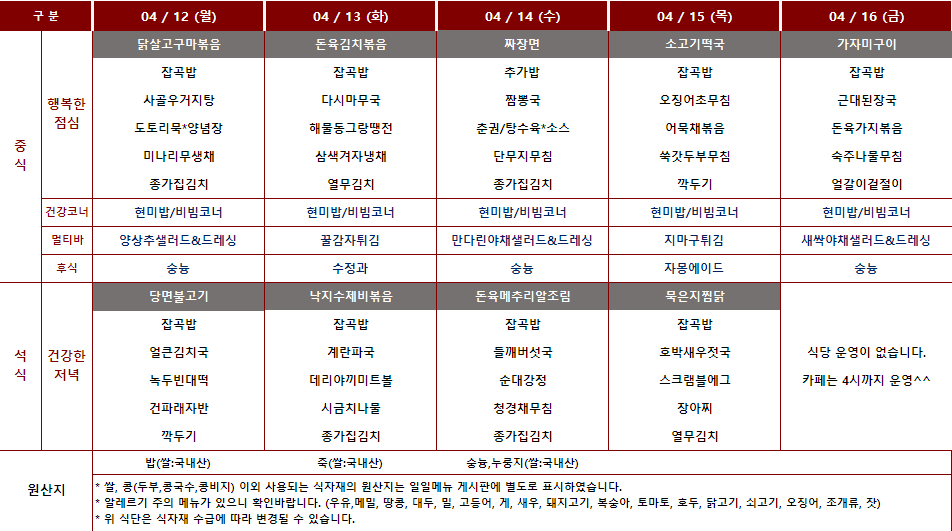 구 분 04 / 12 (월) 04 / 13 (화) 04 / 14 (수) 04 / 15 (목) 04 / 16 (금)
중식
행복한 점심
닭살고구마볶음 돈육김치볶음 짜장면 소고기떡국 가자미구이
잡곡밥 잡곡밥 추가밥 잡곡밥 잡곡밥
사골우거지탕 다시마무국 짬뽕국 오징어초무침 근대된장국
도토리묵*양념장 해물동그랑땡전 춘권/탕수육*소스 어묵채볶음 돈육가지볶음
미나리무생채 삼색겨자냉채 단무지무침 쑥갓두부무침 숙주나물무침
종가집김치 열무김치 종가집김치 깍두기 얼갈이겉절이
건강코너 현미밥/비빔코너 현미밥/비빔코너 현미밥/비빔코너 현미밥/비빔코너 현미밥/비빔코너
멀티바 양상추샐러드&드레싱 꿀감자튀김 만다린야채샐러드&드레싱 지마구튀김 새싹야채샐러드&드레싱
후식 숭늉 수정과 숭늉 자몽에이드 숭늉
석식
건강한 저녁
당면불고기 낙지수제비볶음 돈육메추리알조림 묵은지찜닭
잡곡밥 잡곡밥 잡곡밥 잡곡밥
얼큰김치국 계란파국 들깨버섯국 호박새우젓국 식당 운영이 없습니다.
녹두빈대떡 데리야끼미트볼 순대강정 스크램블에그 카페는 4시까지 운영^^
건파래자반 시금치나물 청경채무침 장아찌
깍두기 종가집김치 종가집김치 열무김치
원산지
밥(쌀:국내산) 죽(쌀:국내산) 숭늉,누룽지(쌀:국내산)
* 쌀, 콩(두부,콩국수,콩비지) 이외 사용되는 식자재의 원산지는 일일메뉴 게시판에 별도로 표시하였습니다.
* 알레르기 주의 메뉴가 있으니 확인바랍니다. (우유,메밀, 땅콩, 대두, 밀, 고등어, 게, 새우, 돼지고기, 복숭아, 토마토, 호두, 닭고기, 쇠고기, 오징어, 조개류, 잣)
* 위 식단은 식자재 수급에 따라 변경될 수 있습니다.